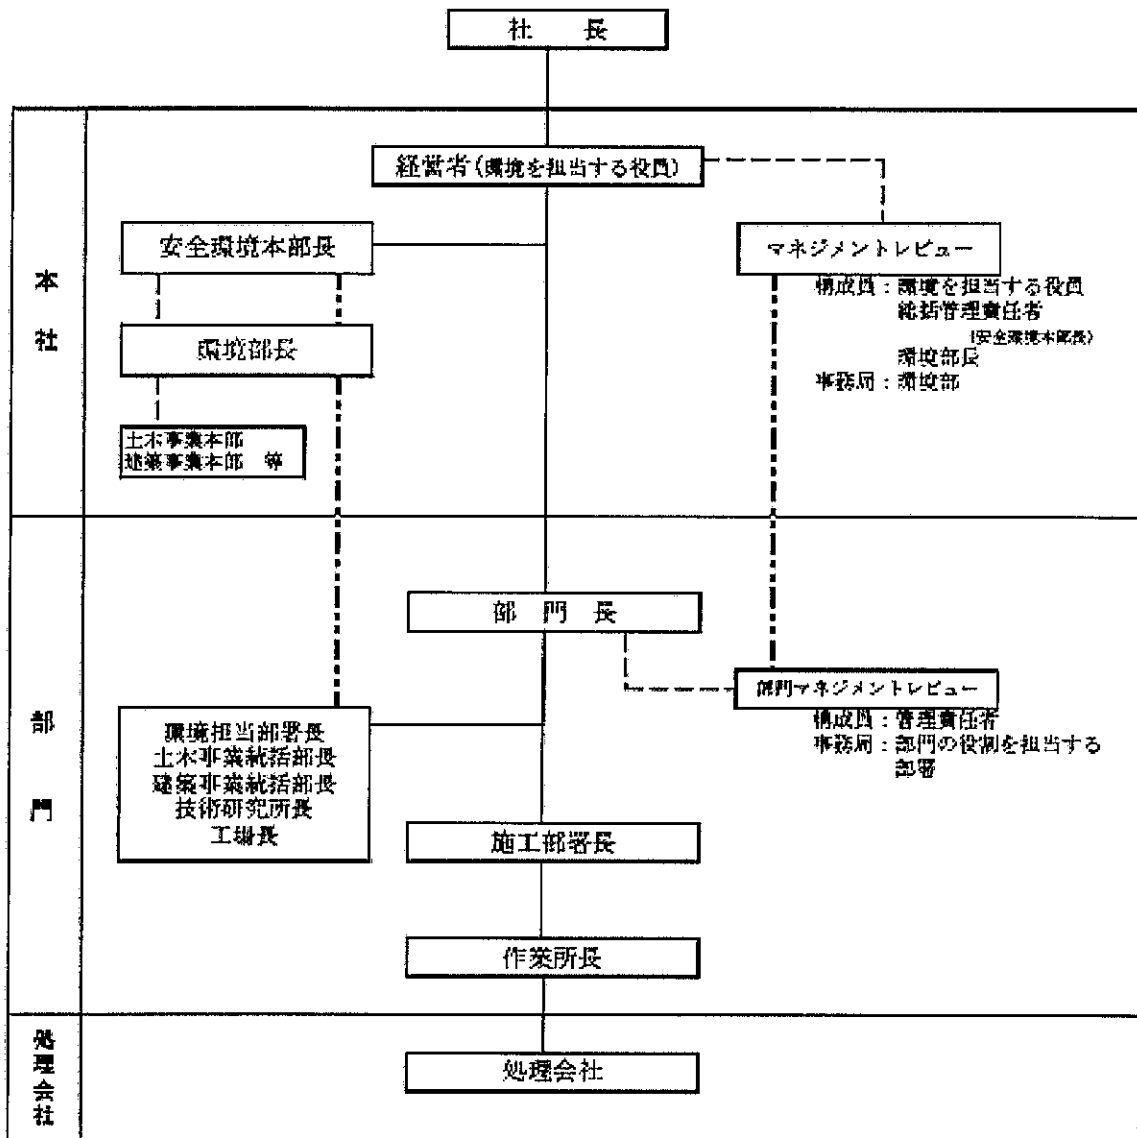 社 長
本社
経営者(環境を担当する役員)
安全環境本部長
マネジメントレビュー
構成員:環境を担当する役員
総括管理責任者
(安全環境本部長)
環境部長
事務局:環境部
環境部長
土木事業本部
建築事業本部 等
部門
部 門 長
部門マネジメントレビュー
構成員:管理責任者
事務局:部門の役割を担当する
部署
環境担当部署長
土木事業統括部長
建築事業統括部長
技術研究所長
工場長
施工部署長
作業所長
処理会社
処理会社